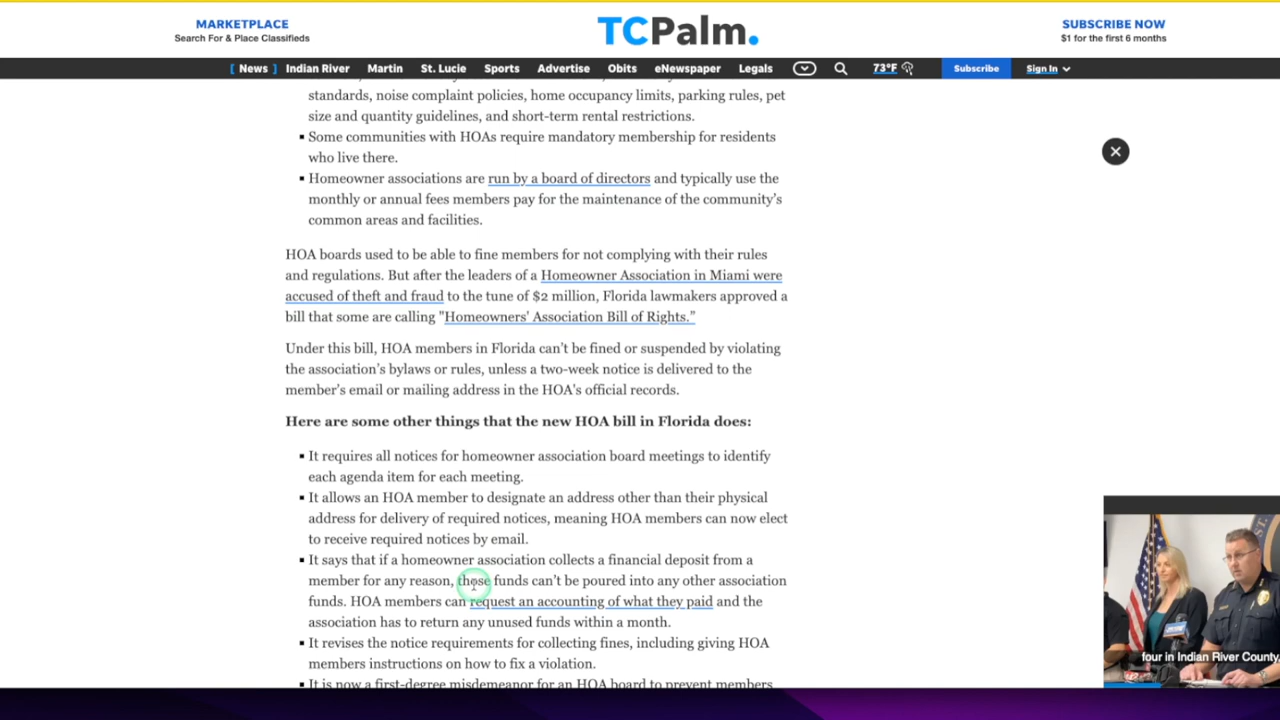 MARKETPLACE
Search For & Place Classifieds
TCPalm.
SUBSCRIBE NOW
$1 for the first 6 months
[ News ] Indian River Martin St. Lucie Sports Advertise Obits eNewspaper Legals 73°F Subscribe Sign In
standards, noise complaint policies, home occupancy limits, parking rules, pet
size and quantity guidelines, and short-term rental restrictions.
▪ Some communities with HOAs require mandatory membership for residents
who live there.
▪ Homeowner associations are run by a board of directors and typically use the
monthly or annual fees members pay for the maintenance of the community's
common areas and facilities.
HOA boards used to be able to fine members for not complying with their rules
and regulations. But after the leaders of a Homeowner Association in Miami were
accused of theft and fraud to the tune of $2 million, Florida lawmakers approved a
bill that some are calling "Homeowners' Association Bill of Rights."
Under this bill, HOA members in Florida can't be fined or suspended by violating
the association's bylaws or rules, unless a two-week notice is delivered to the
member's email or mailing address in the HOA's official records.
Here are some other things that the new HOA bill in Florida does:
▪ It requires all notices for homeowner association board meetings to identify
each agenda item for each meeting.
▪ It allows an HOA member to designate an address other than their physical
address for delivery of required notices, meaning HOA members can now elect
to receive required notices by email.
▪ It says that if a homeowner association collects a financial deposit from a
member for any reason, those funds can't be poured into any other association
funds. HOA members can request an accounting of what they paid and the
association has to return any unused funds within a month.
▪ It revises the notice requirements for collecting fines, including giving HOA
members instructions on how to fix a violation.
▪ It is now a first-degree misdemeanor for an HOA board to prevent members
four in Indian River County,